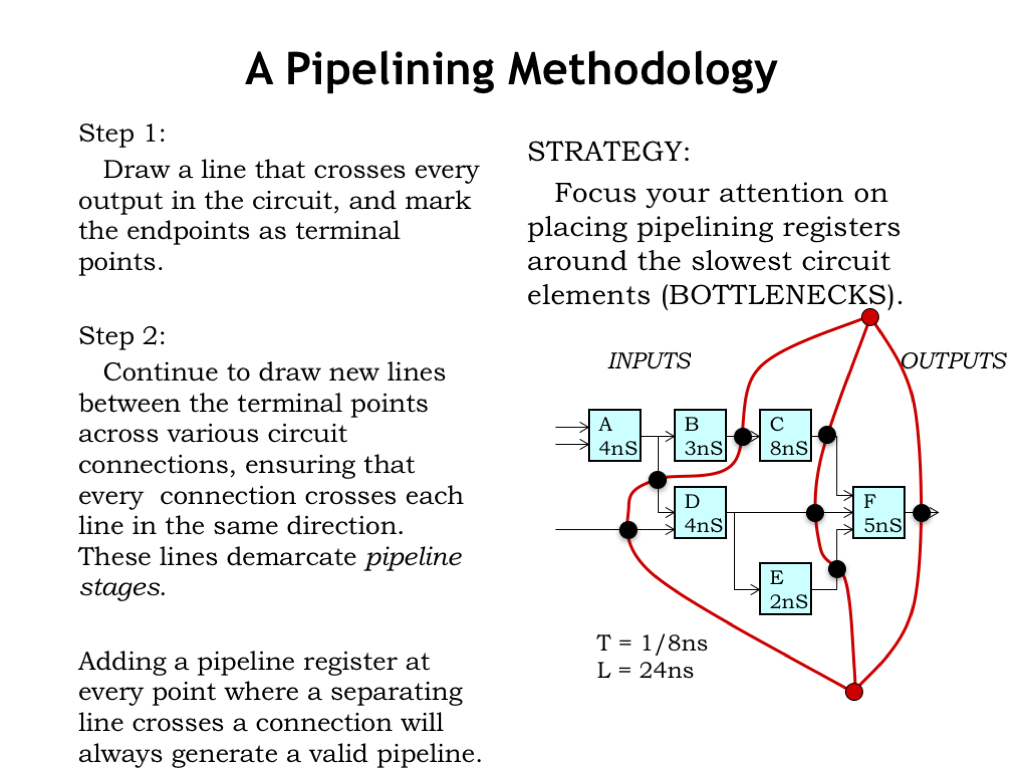 A Pipelining Methodology
Step 1:
Draw a line that crosses every
output in the circuit, and mark
the endpoints as terminal
points.
Step 2:
Continue to draw new lines
between the terminal points
across various circuit
connections, ensuring that
every  connection crosses each
line in the same direction.
These lines demarcate pipeline
stages.
Adding a pipeline register at
every point where a separating
line crosses a connection will
always generate a valid pipeline.
STRATEGY:
Focus your attention on
placing pipelining registers
around the slowest circuit
elements (BOTTLENECKS).
INPUTS
OUTPUTS
A
4nS
B
3nS
C
8nS
D
4nS
F
5nS
E
2nS
T = 1/8ns
L = 24ns